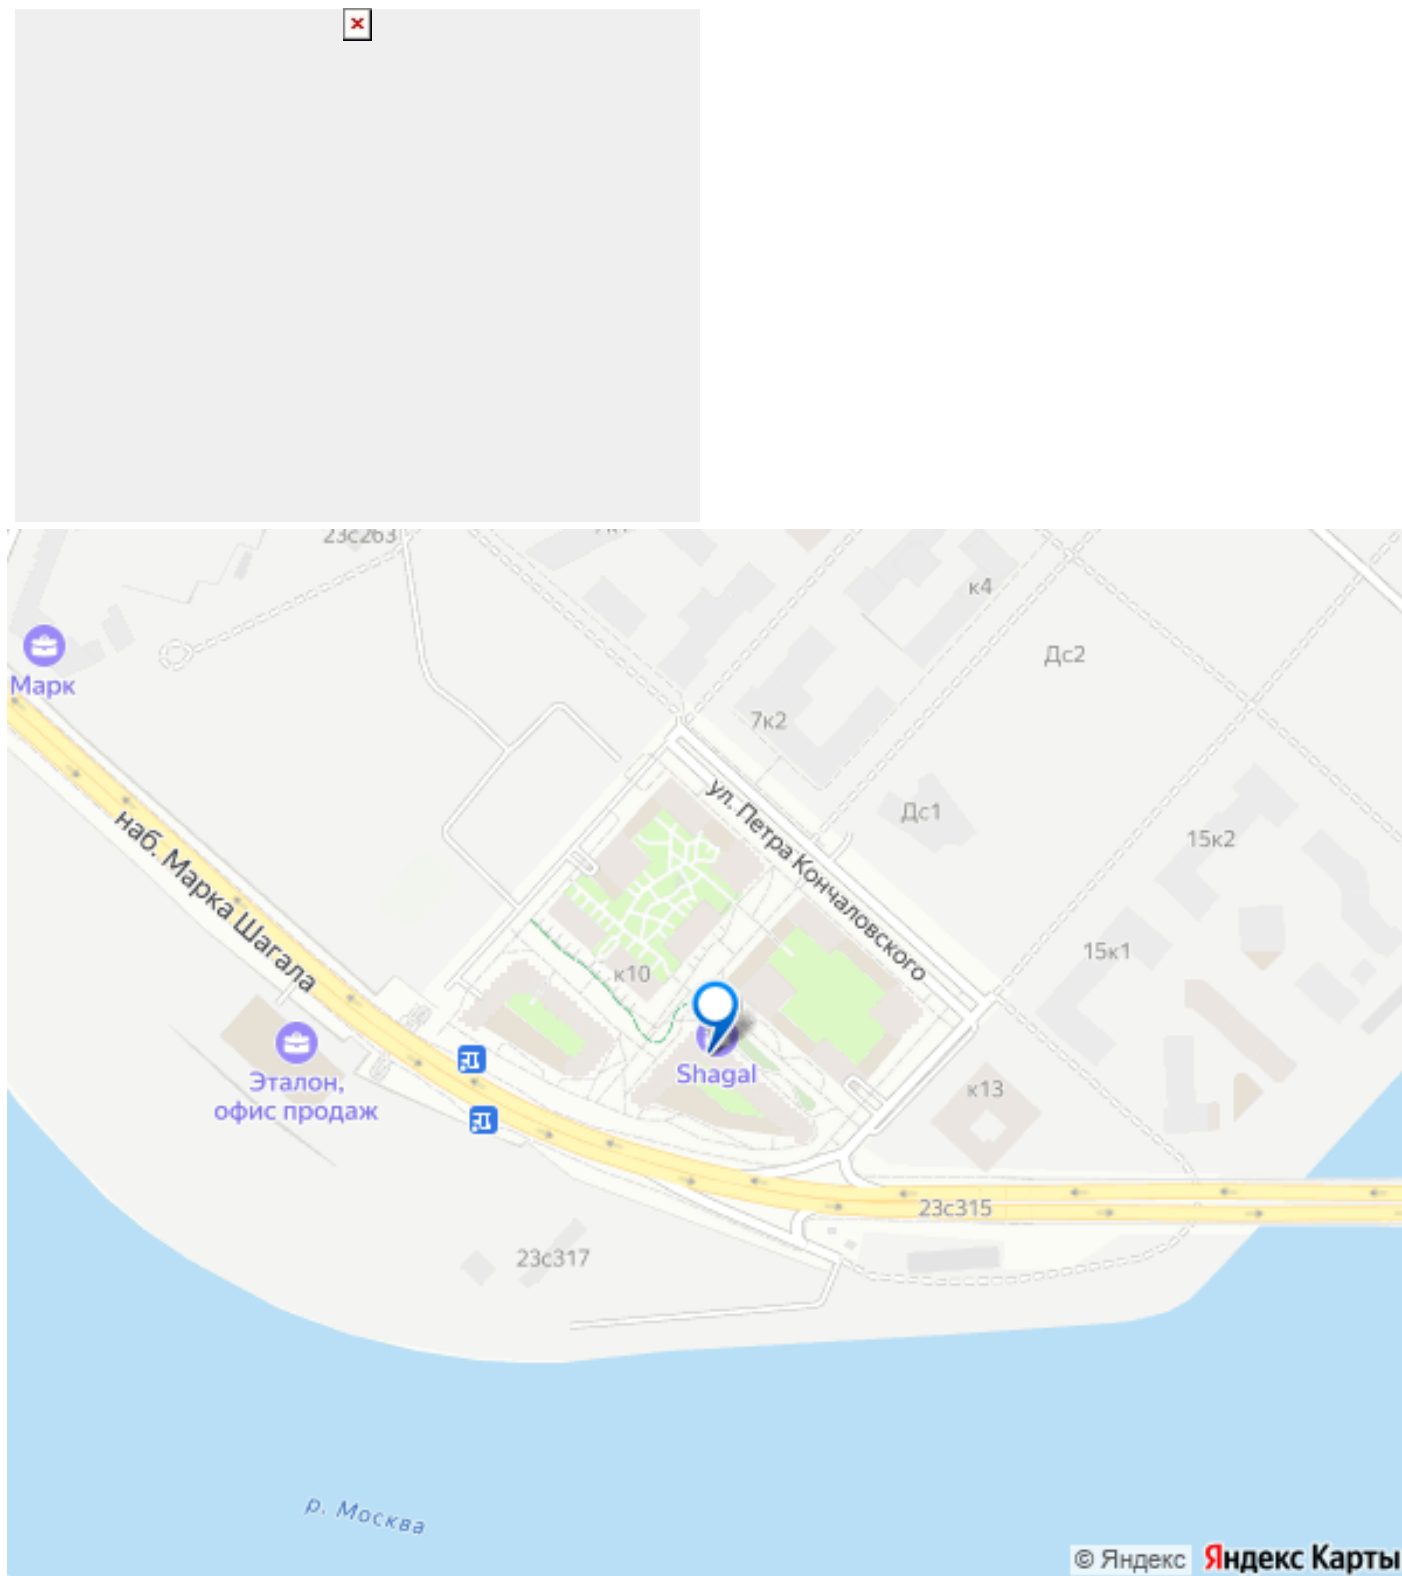 23с263
к4
Дс2
Марк
7к2
ул. Петра Кончаловского
Дс1
15к2
наб. Марка Шагала
15к1
к10
Shagal
Эталон,
офис продаж
к13
23с315
23с317
р. Москва
© Яндекс Яндекс Карты